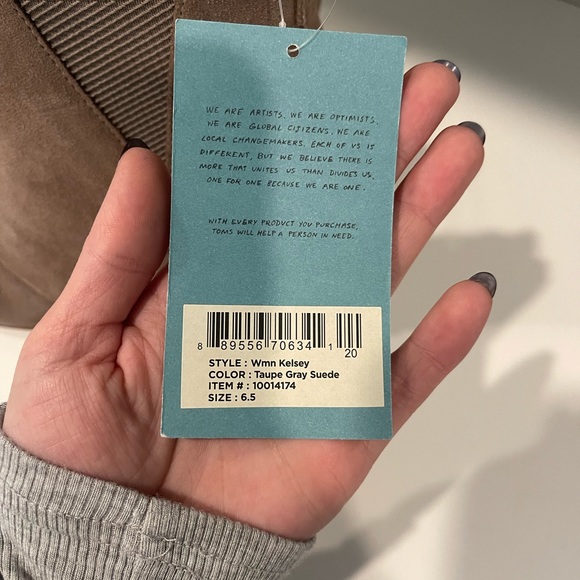 WE ARE ARTISTS. WE ARE OPTIMISTS.
WE ARE GLOBAL CITIZENS. WE ARE
LOCAL CHANGEMAKERS. EACH OF US IS
DIFFERENT, BUT WE BELIEVE THERE IS
MORE THAT UNITES US THAN DIVIDES US.
ONE FOR ONE BECAUSE WE ARE ONE.
WITH EVERY PRODUCT YOU PURCHASE,
TOMS WILL HELP A PERSON IN NEED.
8 89556 70634 1 20
STYLE : Wmn Kelsey
COLOR : Taupe Gray Suede
ITEM # : 10014174
SIZE : 6.5